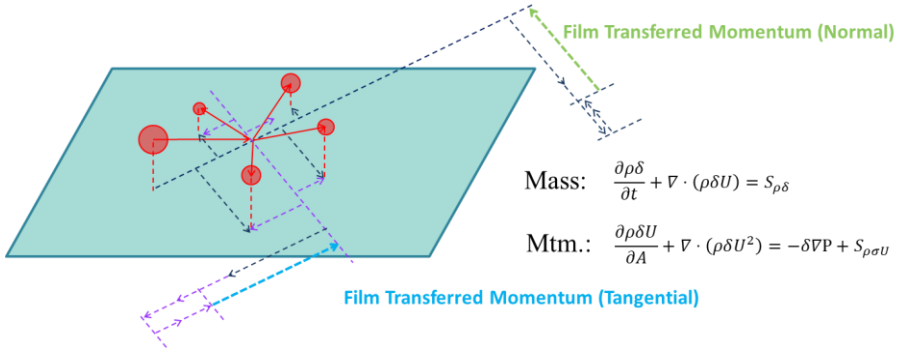 Film Transferred Momentum (Normal)
Mass: ∂ρδ/∂t + ∇ · (ρδU) = S_ρδ
Mtm.: ∂ρδU/∂A + ∇ · (ρδU²) = −δ∇P + S_ρσU
Film Transferred Momentum (Tangential)